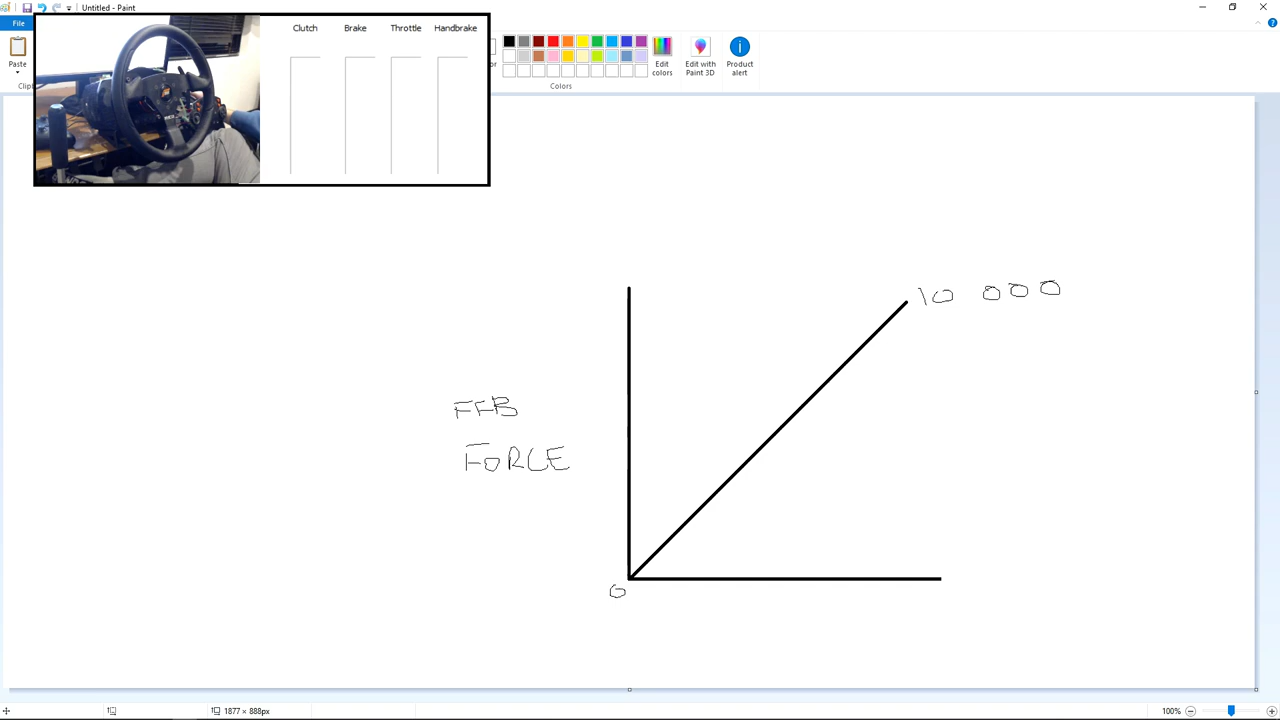 Untitled - Paint
File
Clutch Brake Throttle Handbrake
Paste
Edit colors
Edit with Paint 3D
Product alert
Colors
10 000
FFB
FORCE
0
1877 × 888px
100%